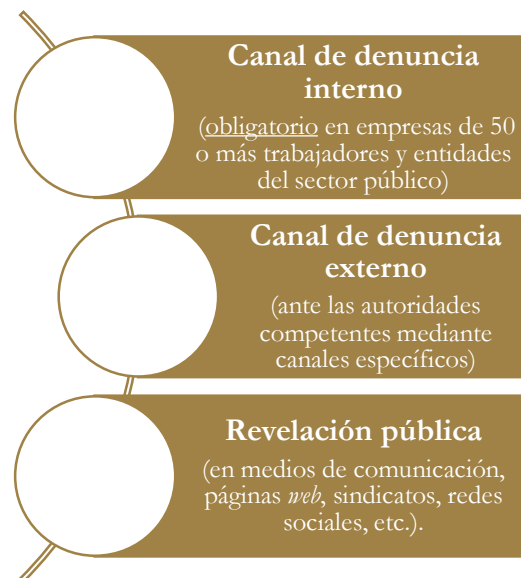 Canal de denuncia
interno
(obligatorio en empresas de 50
o más trabajadores y entidades
del sector público)
Canal de denuncia
externo
(ante las autoridades
competentes mediante
canales específicos)
Revelación pública
(en medios de comunicación,
páginas web, sindicatos, redes
sociales, etc.).